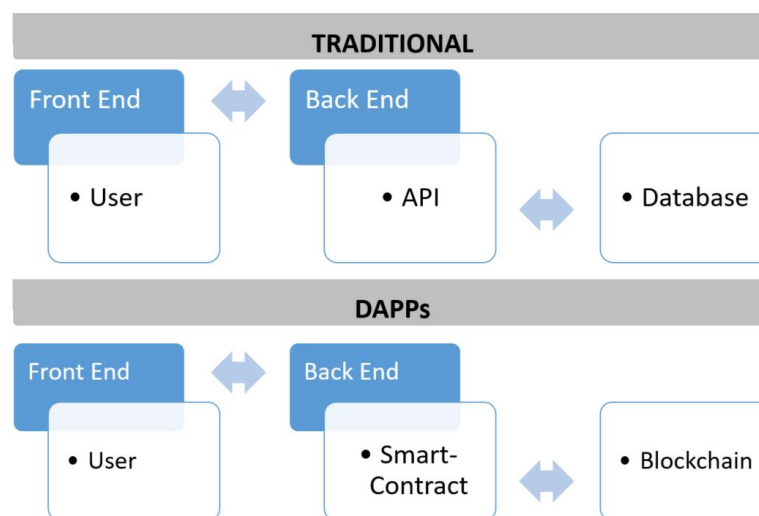 TRADITIONAL
Front End
Back End
• User
• API
• Database
DAPPs
Front End
Back End
• User
• Smart-
Contract
• Blockchain